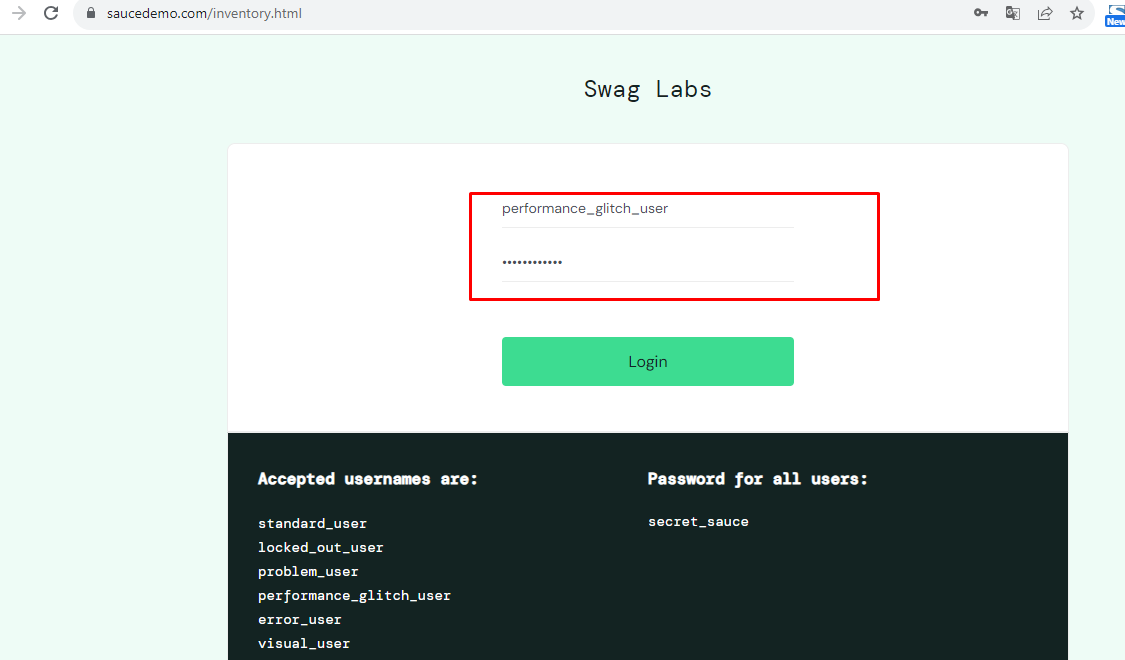 saucedemo.com/inventory.html
New
Swag Labs
performance_glitch_user
••••••••••••
Login
Accepted usernames are:
standard_user
locked_out_user
problem_user
performance_glitch_user
error_user
visual_user
Password for all users:
secret_sauce